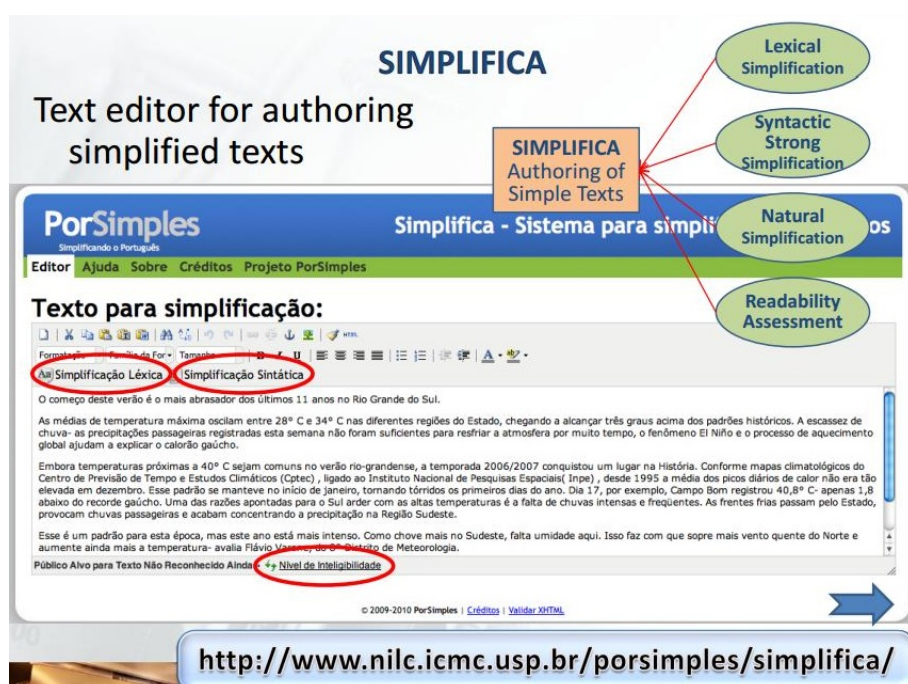 SIMPLIFICA
Text editor for authoring
simplified texts
Lexical
Simplification
Syntactic
Strong
Simplification
SIMPLIFICA
Authoring of
Simple Texts
Natural
Simplification
Readability
Assessment
PorSimples
Simplificando o Português
Simplifica - Sistema para
Editor Ajuda Sobre Créditos Projeto PorSimples
Texto para simplificação:
HTML
Formatação Família da For Tamanho B I U A ab
Simplificação Léxica Simplificação Sintática
O começo deste verão é o mais abrasador dos últimos 11 anos no Rio Grande do Sul.
As médias de temperatura máxima oscilam entre 28° C e 34° C nas diferentes regiões do Estado, chegando a alcançar três graus acima dos padrões históricos. A escassez de
chuva- as precipitações passageiras registradas esta semana não foram suficientes para resfriar a atmosfera por muito tempo, o fenômeno El Niño e o processo de aquecimento
global ajudam a explicar o calorão gaúcho.
Embora temperaturas próximas a 40° C sejam comuns no verão rio-grandense, a temporada 2006/2007 conquistou um lugar na História. Conforme mapas climatológicos do
Centro de Previsão de Tempo e Estudos Climáticos (Cptec) , ligado ao Instituto Nacional de Pesquisas Espaciais( Inpe) , desde 1995 a média dos picos diários de calor não era tão
elevada em dezembro. Esse padrão se manteve no início de janeiro, tornando tórridos os primeiros dias do ano. Dia 17, por exemplo, Campo Bom registrou 40,8° C- apenas 1,8
abaixo do recorde gaúcho. Uma das razões apontadas para o Sul arder com as altas temperaturas é a falta de chuvas intensas e freqüentes. As frentes frias passam pelo Estado,
provocam chuvas passageiras e acabam concentrando a precipitação na Região Sudeste.
Esse é um padrão para esta época, mas este ano está mais intenso. Como chove mais no Sudeste, falta umidade aqui. Isso faz com que sopre mais vento quente do Norte e
aumente ainda mais a temperatura- avalia Flávio Varone, do 8° Distrito de Meteorologia.
Público Alvo para Texto Não Reconhecido Ainda Nível de Inteligibilidade
© 2009-2010 PorSimples | Créditos | Validar XHTML
http://www.nilc.icmc.usp.br/porsimples/simplifica/